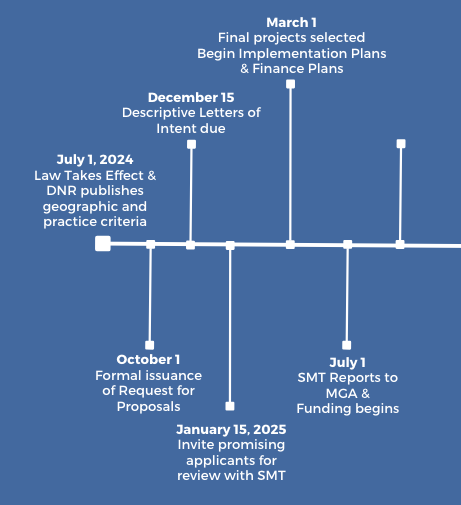 March 1
Final projects selected
Begin Implementation Plans
& Finance Plans
December 15
Descriptive Letters of
Intent due
July 1, 2024
Law Takes Effect &
DNR publishes
geographic and
practice criteria
October 1
Formal issuance
of Request for
Proposals
January 15, 2025
Invite promising
applicants for
review with SMT
July 1
SMT Reports to
MGA &
Funding begins